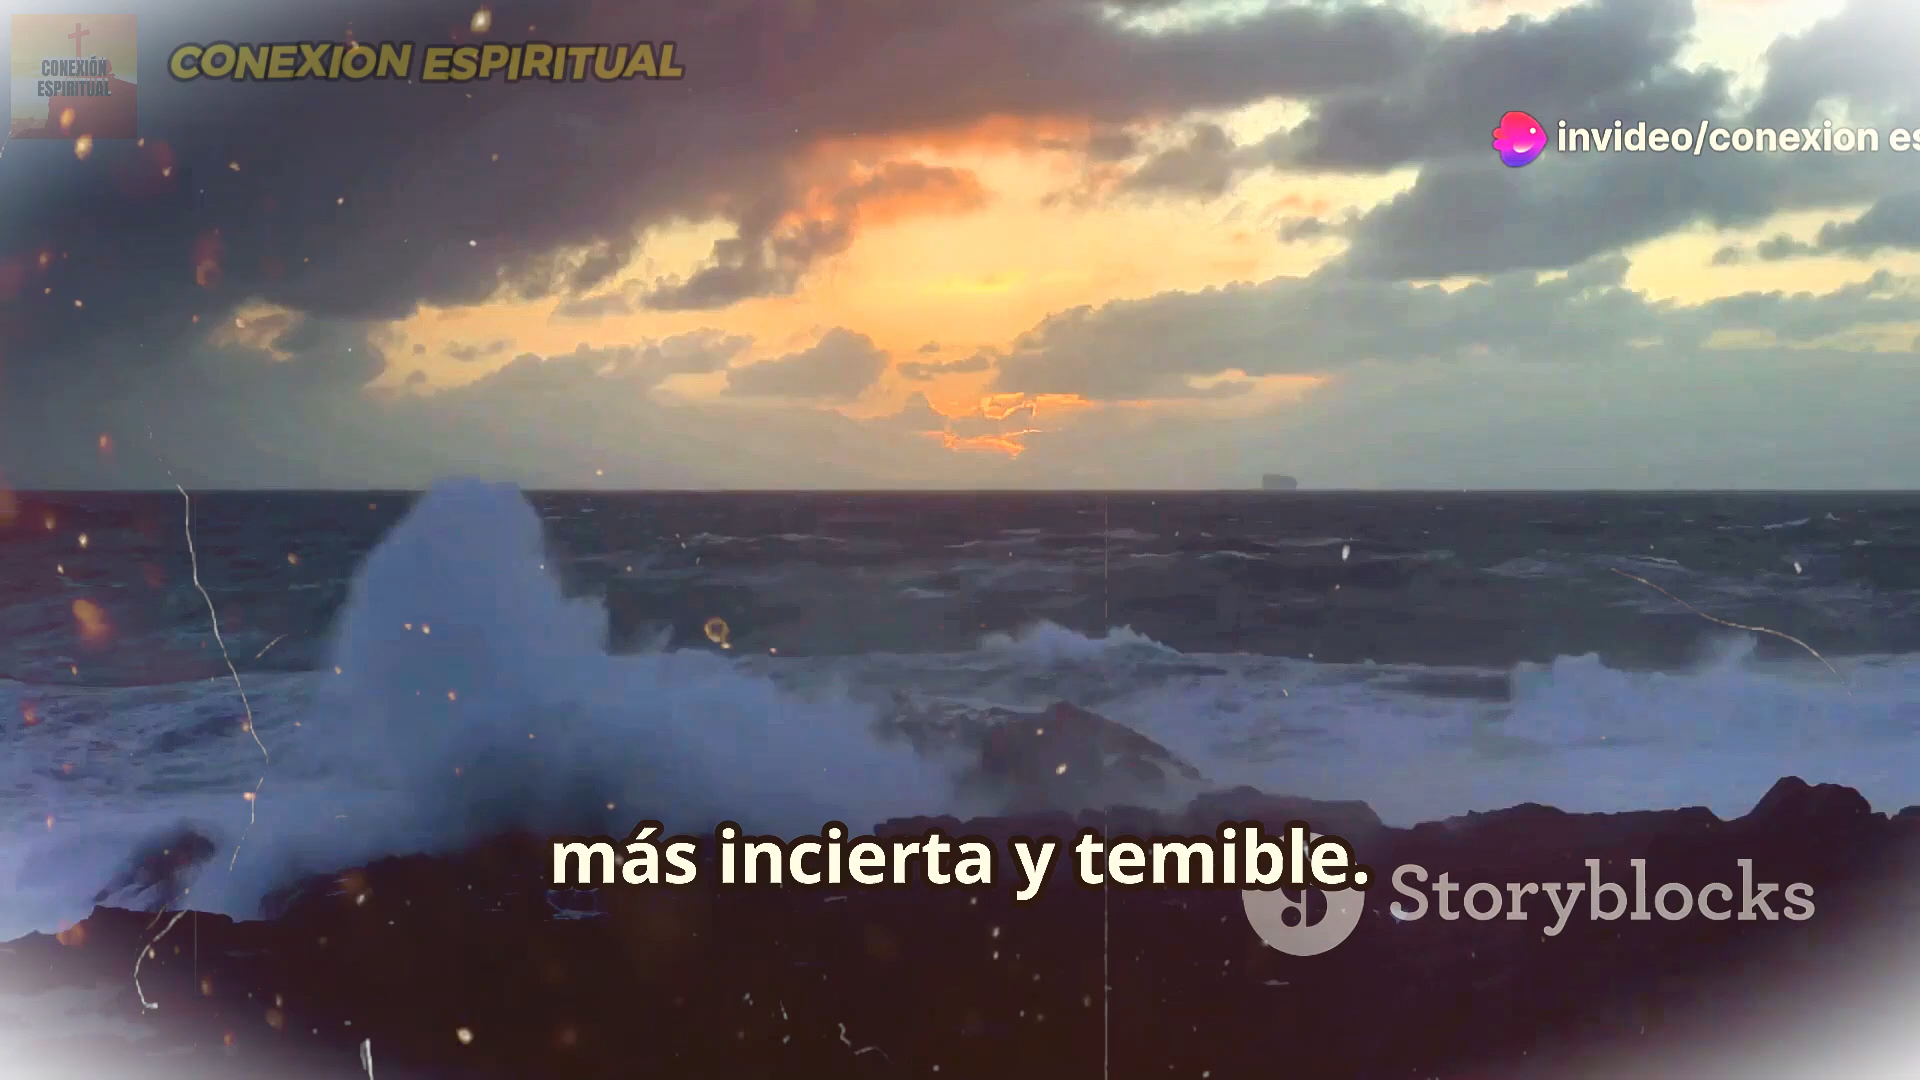 CONEXIÓN
ESPIRITUAL
CONEXION ESPIRITUAL
invideo/conexion es
más incierta y temible.
Storyblocks